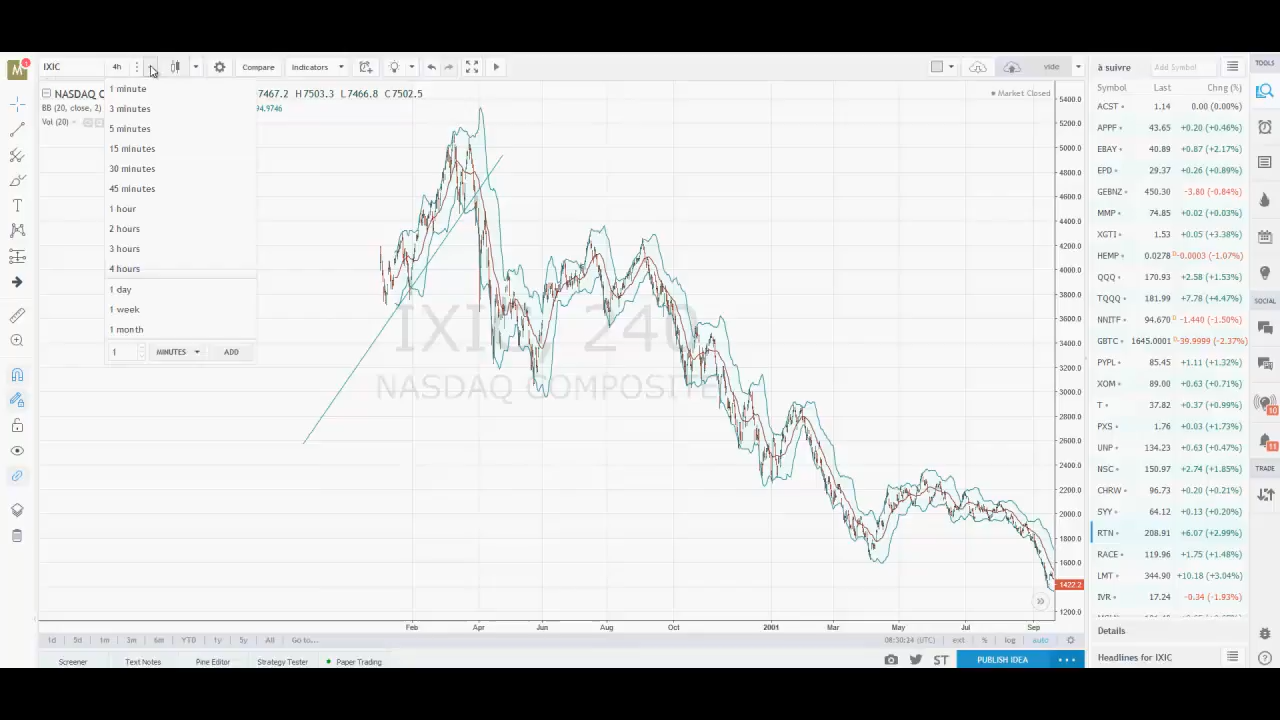 M
IXIC 4h Compare Indicators vide
NASDAQ C 7467.2 H7503.3 L7466.8 C7502.5
BB (20, close, 2) 94.9746
Vol (20)
Market Closed
1 minute
3 minutes
5 minutes
15 minutes
30 minutes
45 minutes
1 hour
2 hours
3 hours
4 hours
1 day
1 week
1 month
1 MINUTES ADD
IXIC 240
NASDAQ COMPOSITE
5400.0
5200.0
5000.0
4800.0
4600.0
4400.0
4200.0
4000.0
3800.0
3600.0
3400.0
3200.0
3000.0
2800.0
2600.0
2400.0
2200.0
2000.0
1800.0
1600.0
1422.2
1200.0
Feb Apr Jun Aug Oct 2001 Mar May Jul Sep
1d 5d 1m 3m 6m YTD 1y 5y All Go to...
08:50:24 (UTC) ext % log auto
Screener Text Notes Pine Editor Strategy Tester Paper Trading
ST PUBLISH IDEA
à suivre Add Symbol
Symbol Last Chng (%)
ACST 1.14 0.00 (0.00%)
APPF 43.65 +0.20 (+0.46%)
EBAY 40.89 +0.87 (+2.17%)
EPD 29.37 +0.26 (+0.89%)
GEBNZ 450.30 -3.80 (-0.84%)
MMP 74.85 +0.02 (+0.03%)
XGTI 1.53 +0.05 (+3.38%)
HEMP 0.0278 D -0.0003 (-1.07%)
QQQ 170.93 +2.58 (+1.53%)
TQQQ 181.99 +7.78 (+4.47%)
NNITF 94.670 D -1.440 (-1.50%)
GBTC 1645.0001 D -39.9999 (-2.37%)
PYPL 85.45 +1.11 (+1.32%)
XOM 89.00 +0.63 (+0.71%)
T 37.82 +0.37 (+0.99%)
PXS 1.76 +0.03 (+1.73%)
UNP 134.23 +0.63 (+0.47%)
NSC 150.97 +2.74 (+1.85%)
CHRW 96.73 +0.20 (+0.21%)
SYY 64.12 +0.13 (+0.20%)
RTN 208.91 +6.07 (+2.99%)
RACE 119.96 +1.75 (+1.48%)
LMT 344.90 +10.18 (+3.04%)
IVR 17.24 -0.34 (-1.93%)
Details
Headlines for IXIC
TOOLS
SOCIAL
10
11
TRADE